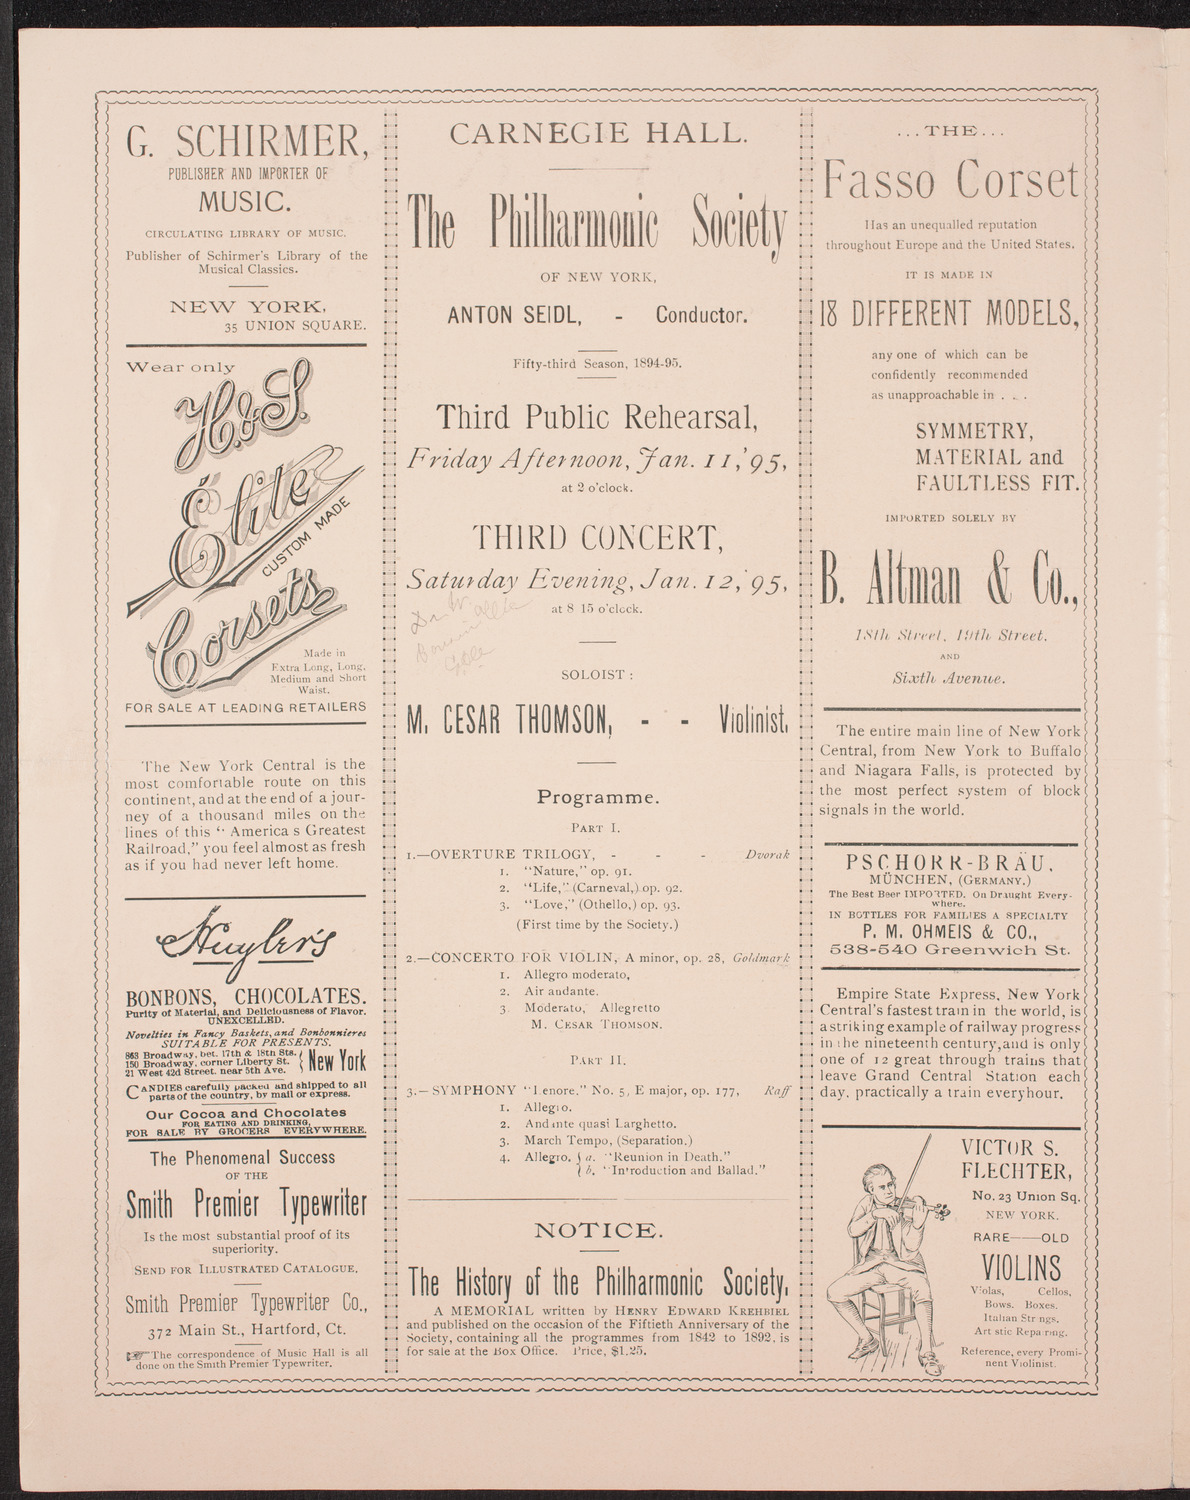 G. SCHIRMER,
PUBLISHER AND IMPORTER OF
MUSIC.
CIRCULATING LIBRARY OF MUSIC.
Publisher of Schirmer's Library of the
Musical Classics.
NEW YORK,
35 UNION SQUARE.
Wear only
H.&S.
Élite
CUSTOM MADE
Corsets
Made in
Extra Long, Long,
Medium and Short
Waist.
FOR SALE AT LEADING RETAILERS
The New York Central is the
most comfortable route on this
continent, and at the end of a jour-
ney of a thousand miles on the
lines of this "America s Greatest
Railroad," you feel almost as fresh
as if you had never left home.
Huyler's
BONBONS, CHOCOLATES.
Purity of Material, and Deliciousness of Flavor.
UNEXCELLED.
Novelties in Fancy Baskets, and Bonbonnieres
SUITABLE FOR PRESENTS.
863 Broadway, bet. 17th & 18th Sts.
150 Broadway, corner Liberty St.
21 West 42d Street. near 5th Ave.
New York
CANDIES carefully packed and shipped to all
parts of the country, by mail or express.
Our Cocoa and Chocolates
FOR EATING AND DRINKING,
FOR SALE BY GROCERS EVERYWHERE.
The Phenomenal Success
OF THE
Smith Premier Typewriter
Is the most substantial proof of its
superiority.
SEND FOR ILLUSTRATED CATALOGUE.
Smith Premier Typewriter Co.,
372 Main St., Hartford, Ct.
The correspondence of Music Hall is all
done on the Smith Premier Typewriter.
CARNEGIE HALL.
The Philharmonic Society
OF NEW YORK,
ANTON SEIDL, - Conductor.
Fifty-third Season, 1894-95.
Third Public Rehearsal,
Friday Afternoon, Jan. 11, '95,
at 2 o'clock.
THIRD CONCERT,
Saturday Evening, Jan. 12, '95,
at 8 15 o'clock.
SOLOIST:
M. CESAR THOMSON, - - Violinist.
Programme.
PART I.
1.—OVERTURE TRILOGY, - - - Dvorak
1. "Nature," op. 91.
2. "Life," (Carneval,) op. 92.
3. "Love," (Othello,) op. 93.
(First time by the Society.)
2.—CONCERTO FOR VIOLIN, A minor, op. 28, Goldmark
1. Allegro moderato,
2. Air andante.
3. Moderato, Allegretto
M. CESAR THOMSON.
PART II.
3.—SYMPHONY "Lenore," No. 5, E major, op. 177, Raff
1. Allegro.
2. Andante quasi Larghetto.
3. March Tempo, (Separation.)
4. Allegro, { a. "Reunion in Death."
{ b. "Introduction and Ballad."
NOTICE.
The History of the Philharmonic Society,
A MEMORIAL written by HENRY EDWARD KREHBIEL
and published on the occasion of the Fiftieth Anniversary of the
Society, containing all the programmes from 1842 to 1892, is
for sale at the Box Office. Price, $1.25.
...THE...
Fasso Corset
Has an unequalled reputation
throughout Europe and the United States.
IT IS MADE IN
18 DIFFERENT MODELS,
any one of which can be
confidently recommended
as unapproachable in . . .
SYMMETRY,
MATERIAL and
FAULTLESS FIT.
IMPORTED SOLELY BY
B. Altman & Co.,
18th Street, 19th Street.
AND
Sixth Avenue.
The entire main line of New York
Central, from New York to Buffalo
and Niagara Falls, is protected by
the most perfect system of block
signals in the world.
PSCHORR-BRÄU,
MÜNCHEN, (GERMANY.)
The Best Beer IMPORTED. On Draught Every-
where.
IN BOTTLES FOR FAMILIES A SPECIALTY
P. M. OHMEIS & CO.,
538-540 Greenwich St.
Empire State Express, New York
Central's fastest train in the world, is
a striking example of railway progress
in the nineteenth century, and is only
one of 12 great through trains that
leave Grand Central Station each
day, practically a train every hour.
VICTOR S.
FLECHTER,
No. 23 Union Sq.
NEW YORK.
RARE—OLD
VIOLINS
Violas, Cellos,
Bows. Boxes.
Italian Strings.
Artistic Repairing.
Reference, every Promi-
nent Violinist.